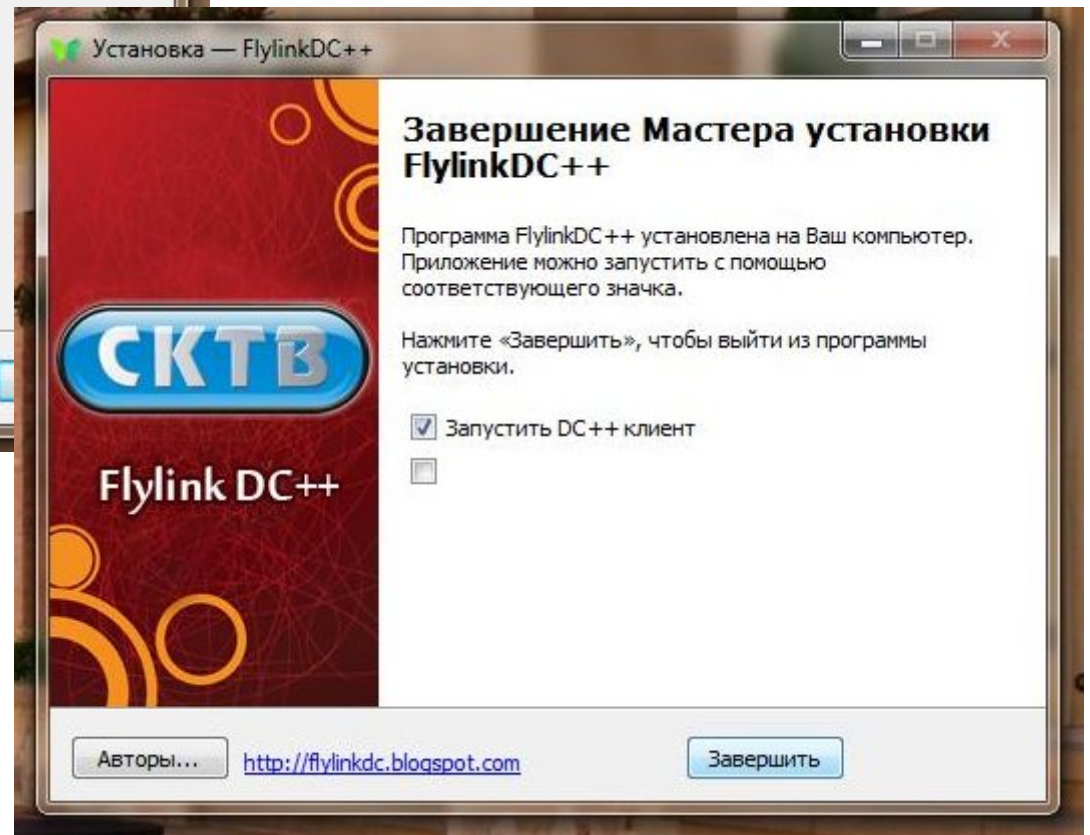 Установка — FlylinkDC++
Завершение Мастера установки
FlylinkDC++
Программа FlylinkDC++ установлена на Ваш компьютер.
Приложение можно запустить с помощью
соответствующего значка.
Нажмите «Завершить», чтобы выйти из программы
установки.
Запустить DC++ клиент
СКТВ
Flylink DC++
Авторы...
http://flylinkdc.blogspot.com
Завершить